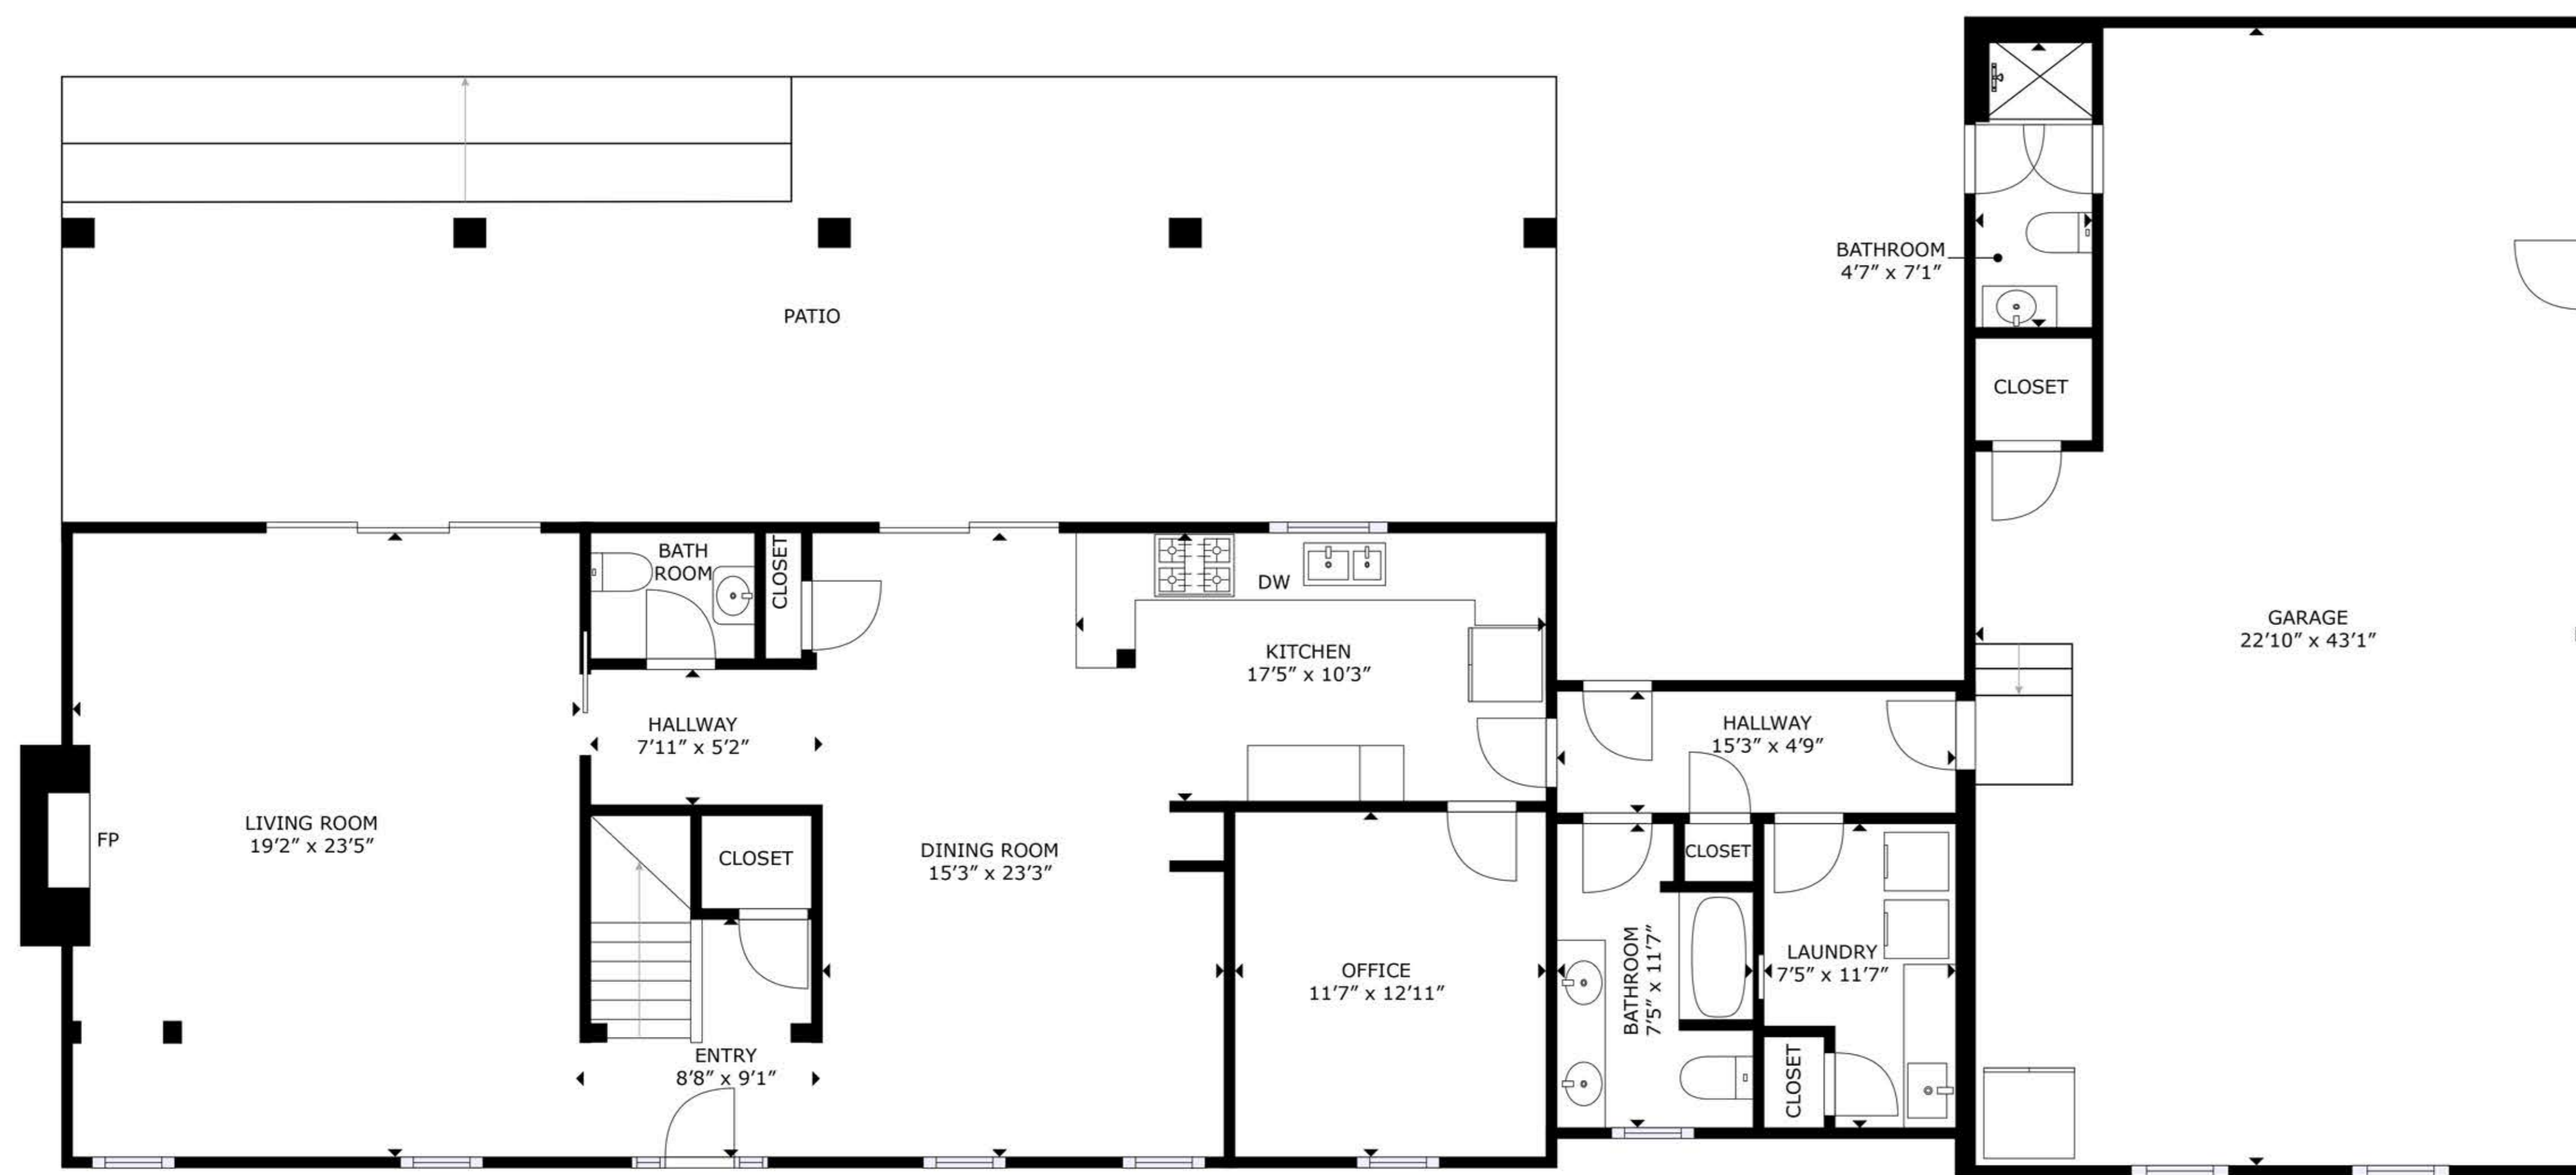 BATHROOM
4'7" x 7'1"
PATIO
CLOSET
BATH
ROOM
CLOSET
DW
KITCHEN
17'5" x 10'3"
GARAGE
22'10" x 43'1"
HALLWAY
7'11" x 5'2"
HALLWAY
15'3" x 4'9"
LIVING ROOM
19'2" x 23'5"
FP
CLOSET
DINING ROOM
15'3" x 23'3"
CLOSET
OFFICE
11'7" x 12'11"
BATHROOM
7'5" x 11'7"
LAUNDRY
7'5" x 11'7"
ENTRY
8'8" x 9'1"
CLOSET